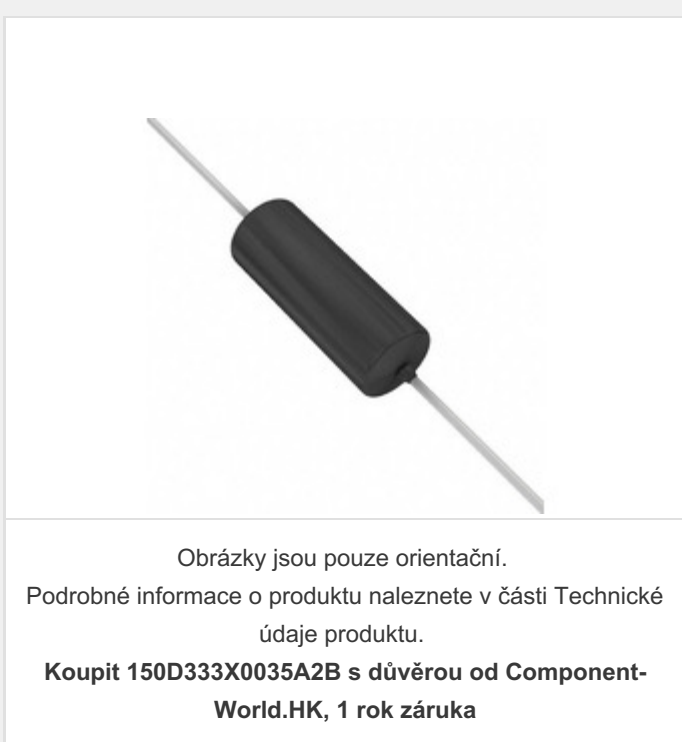 Obrázky jsou pouze orientační.
Podrobné informace o produktu naleznete v části Technické
údaje produktu.
Koupit 150D333X0035A2B s důvěrou od Component-
World.HK, 1 rok záruka